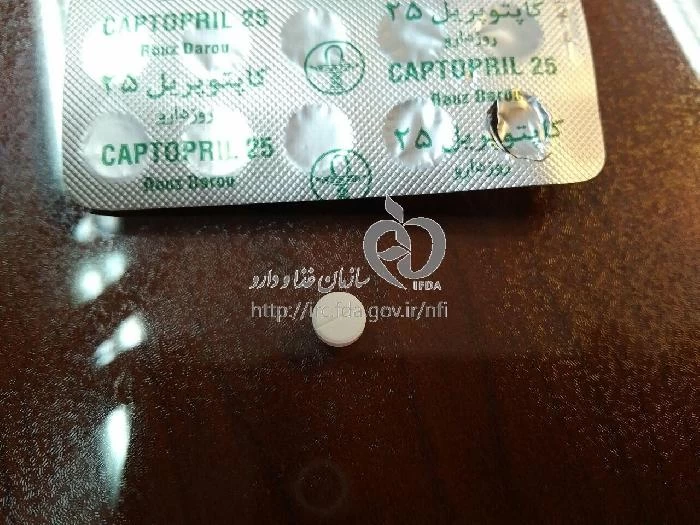 CAPTOPRIL 25
Rouz Darou
کاپتوپریل ۲۵
روزدارو
کاپتوپریل ۲۵
روزدارو
CAPTOPRIL 25
Rouz Darou
CAPTOPRIL 25
Rouz Darou
کاپتوپریل ۲۵
روزدارو
سازمان غذا و دارو
IFDA
http://irc.fda.gov.ir/nfi